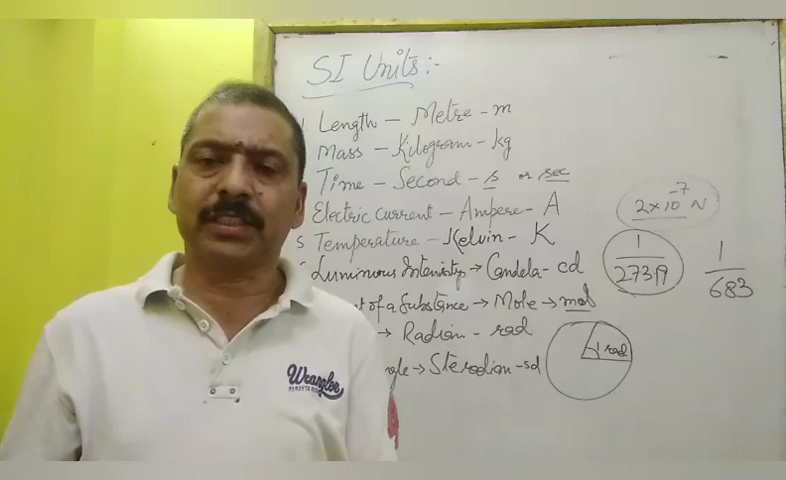 SI Units:-
Length - Metre - m
Mass - Kilogram - kg
Time - Second - s or sec
Electric current - Ampere - A
5 Temperature - Kelvin - K
Luminous Intensity → Candela - cd
of a Substance → Mole → mol
→ Radian - rad
→ Steradian - sd
2×10⁻⁷ N
1
273.19
1
683
1 rad
Wrangler